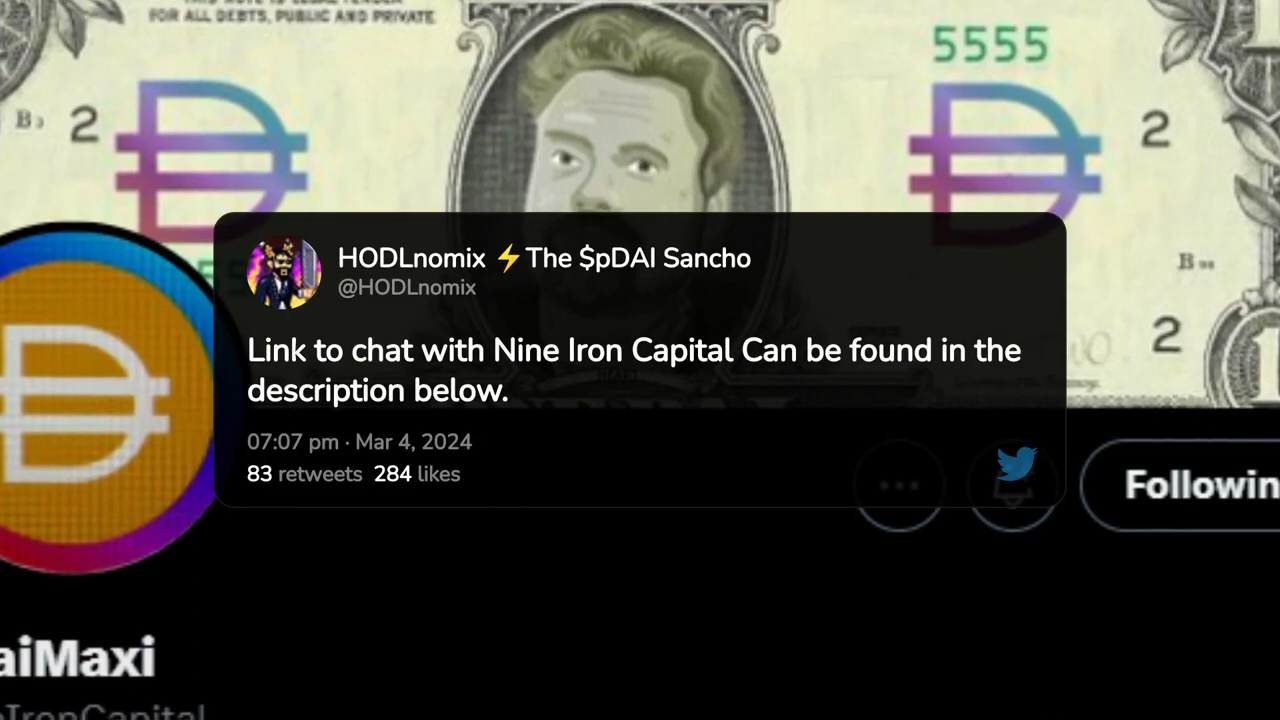 FOR ALL DEBTS, PUBLIC AND PRIVATE
5555
2
2
HODLnomix ⚡The $pDAI Sancho
@HODLnomix
Link to chat with Nine Iron Capital Can be found in the
description below.
2
07:07 pm · Mar 4, 2024
83 retweets 284 likes
Followin
aiMaxi
IronCapital